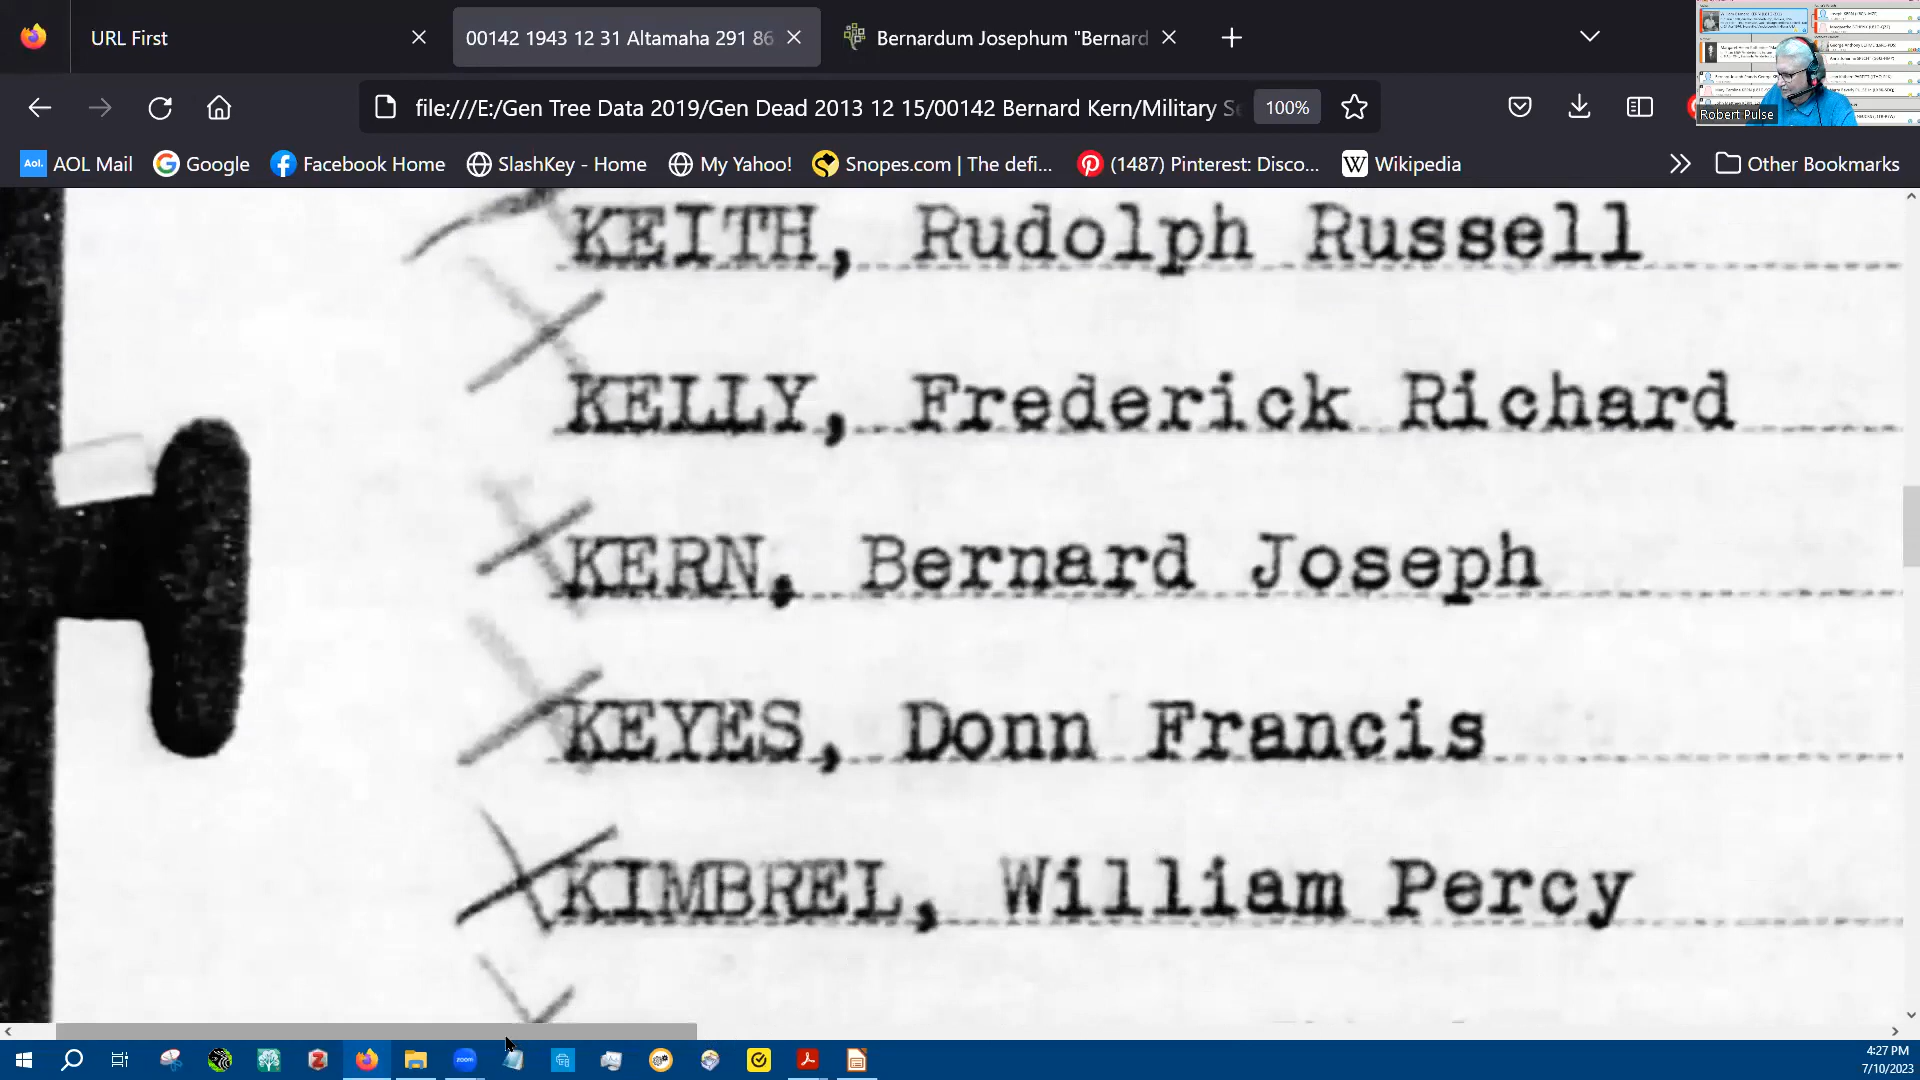 URL First
00142 1943 12 31 Altamaha 291 86
Bernardum Josephum "Bernard
file:///E:/Gen Tree Data 2019/Gen Dead 2013 12 15/00142 Bernard Kern/Military S
100%
Robert Pulse
Aol. AOL Mail
Google
Facebook Home
SlashKey - Home
My Yahoo!
Snopes.com | The defi...
(1487) Pinterest: Disco...
W Wikipedia
Other Bookmarks
KEITH, Rudolph Russell
KELLY, Frederick Richard
KERN, Bernard Joseph
KEYES, Donn Francis
KIMBREL, William Percy
zoom
4:27 PM
7/10/2023